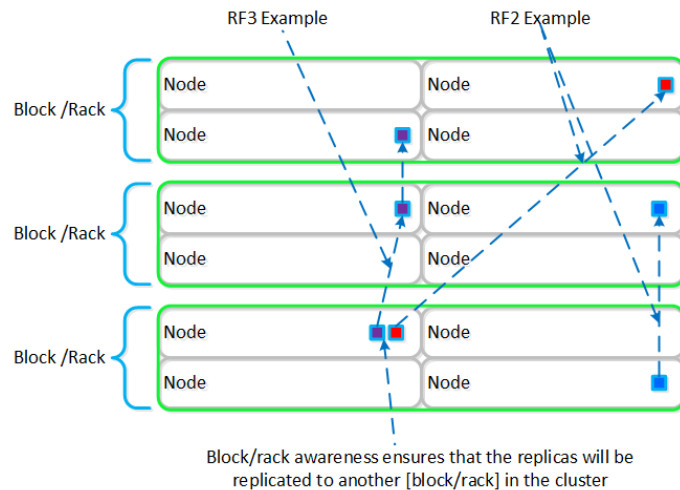 RF3 Example
RF2 Example
Block /Rack
Node
Node
Node
Node
Block /Rack
Node
Node
Node
Node
Block /Rack
Node
Node
Node
Node
Block/rack awareness ensures that the replicas will be
replicated to another [block/rack] in the cluster